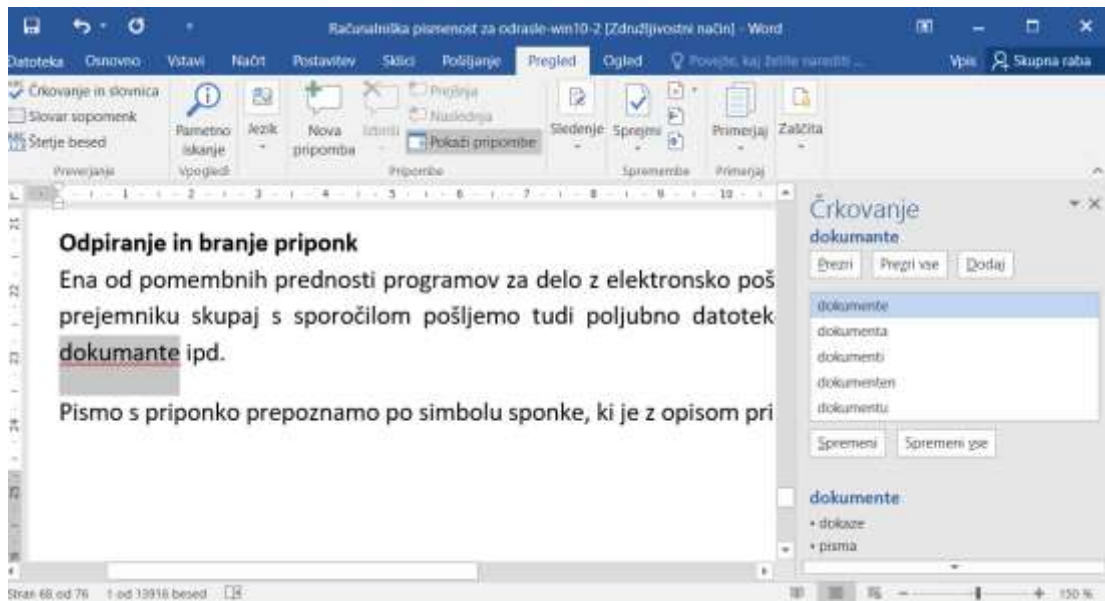 Računalniška pismenost za odrasle-win10-2 [Združljivostni način] - Word
Datoteka Osnovno Vstavi Načrt Postavitev Sklici Pošiljanje Pregled Ogled Povejte, kaj želite narediti ... Vpis Skupna raba
Črkovanje in slovnica
Slovar sopomenk
Štetje besed
Preverjanje
Pametno iskanje
Vpogledi
Jezik
Nova pripomba
Izbriši
Prejšnja
Naslednja
Pokaži pripombe
Pripombe
Sledenje
Sprejmi
Spremembe
Primerjaj
Primerjaj
Zaščita
Odpiranje in branje priponk
Ena od pomembnih prednosti programov za delo z elektronsko poš
prejemniku skupaj s sporočilom pošljemo tudi poljubno datotek
dokumante ipd.
Pismo s priponko prepoznamo po simbolu sponke, ki je z opisom pri
Črkovanje
dokumante
Prezri Prezri vse Dodaj
dokumente
dokumenta
dokumenti
dokumenten
dokumentu
Spremeni Spremeni vse
dokumente
• dokaze
• pisma
Stran 68 od 76 1 od 13916 besed 150 %